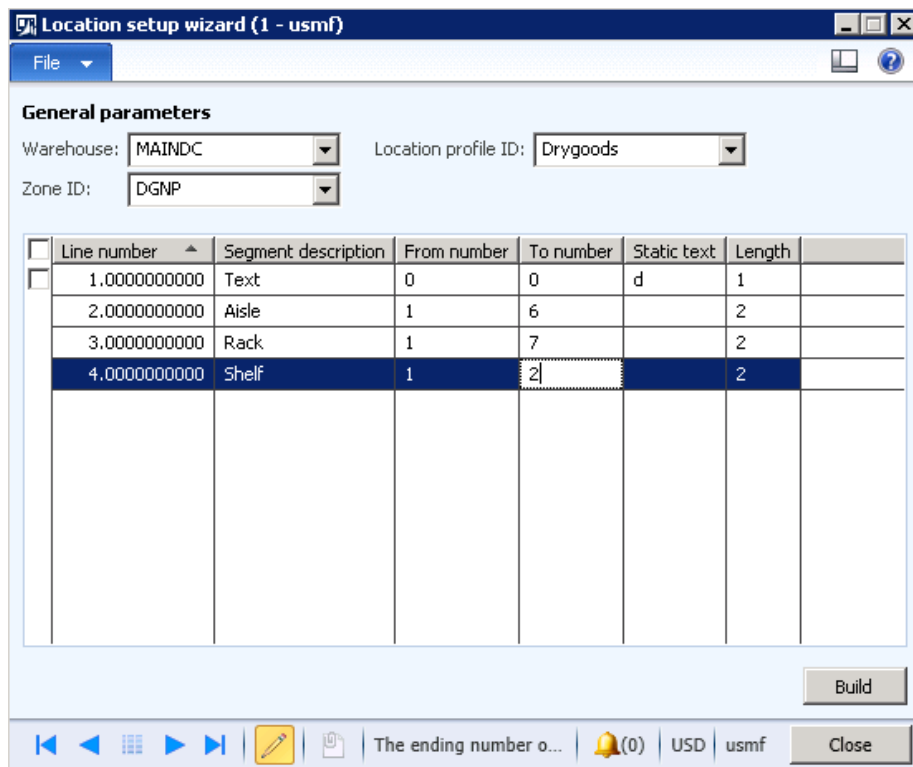 Location setup wizard (1 - usmf)
File
General parameters
Warehouse: MAINDC Location profile ID: Drygoods
Zone ID: DGNP
Line number Segment description From number To number Static text Length
1.0000000000 Text 0 0 d 1
2.0000000000 Aisle 1 6 2
3.0000000000 Rack 1 7 2
4.0000000000 Shelf 1 2 2
Build
The ending number o... (0) USD usmf Close